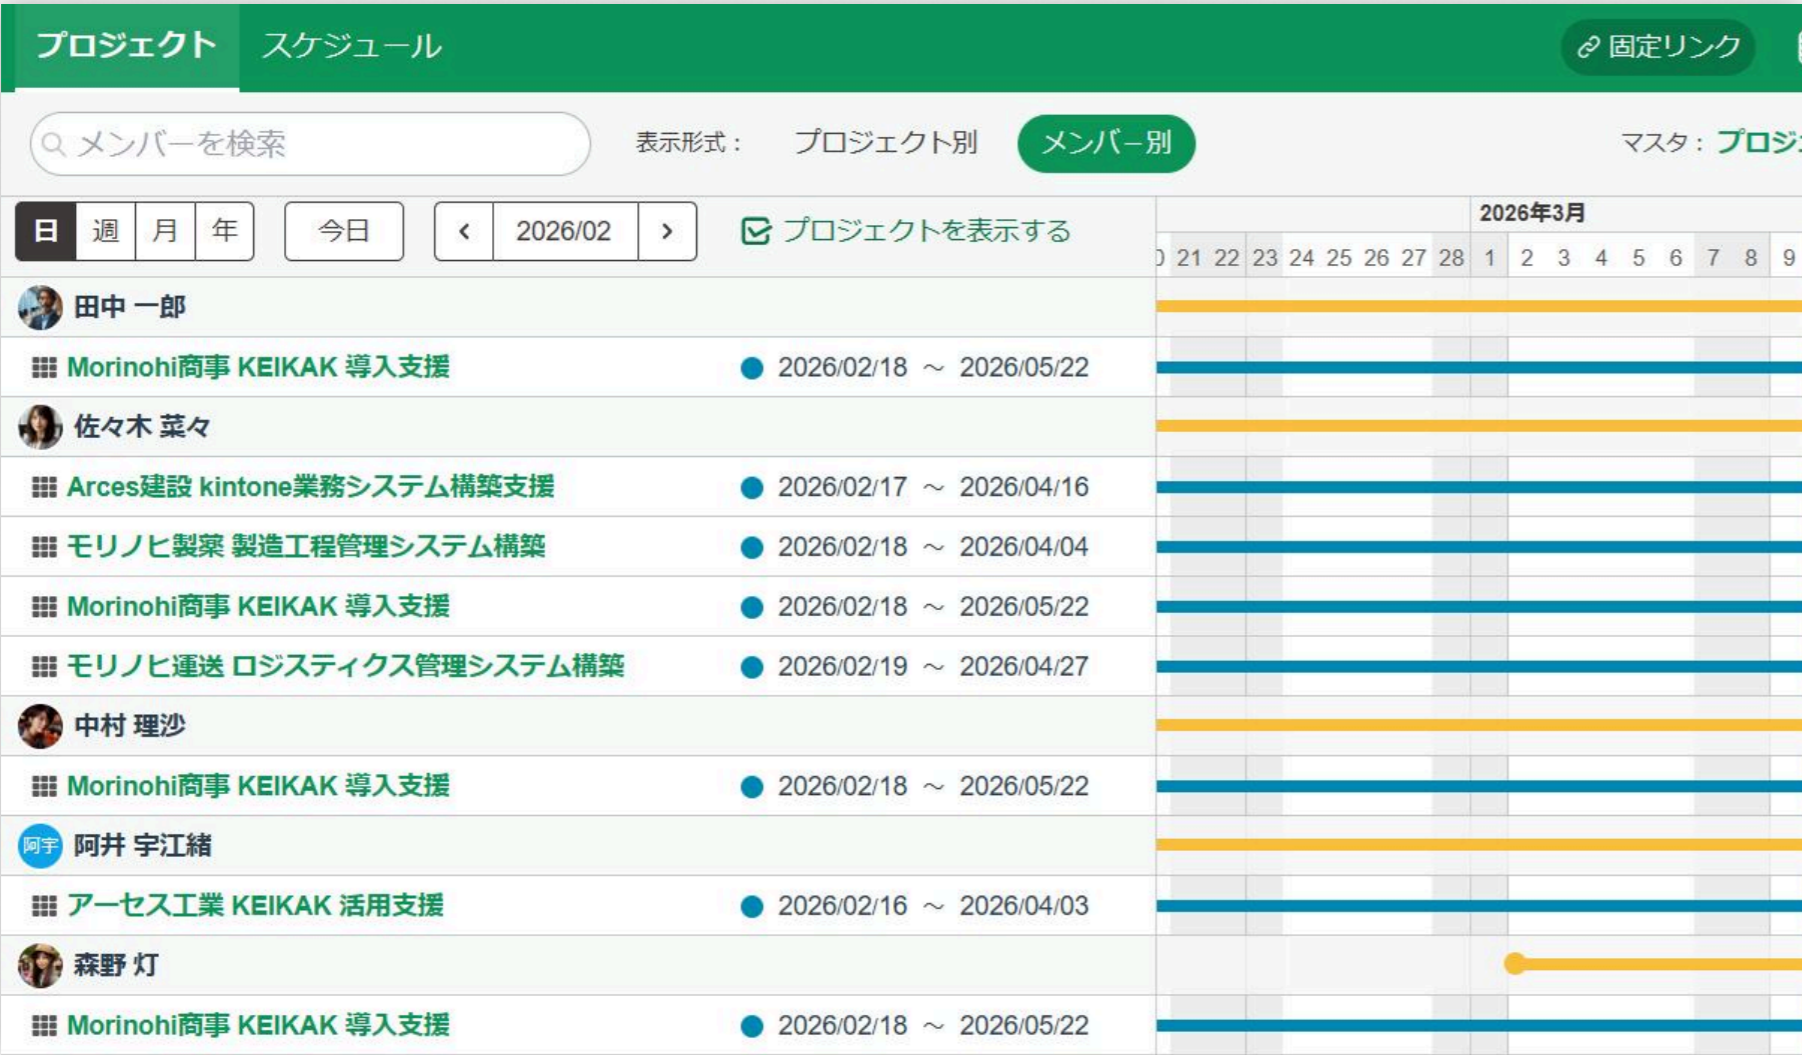 プロジェクト スケジュール 固定リンク
メンバーを検索 表示形式： プロジェクト別 メンバー別 マスタ： プロジ
日 週 月 年 今日 2026/02 プロジェクトを表示する
2026年3月
21 22 23 24 25 26 27 28 1 2 3 4 5 6 7 8 9
田中 一郎
Morinohi商事 KEIKAK 導入支援 2026/02/18 ～ 2026/05/22
佐々木 菜々
Arces建設 kintone業務システム構築支援 2026/02/17 ～ 2026/04/16
モリノヒ製薬 製造工程管理システム構築 2026/02/18 ～ 2026/04/04
Morinohi商事 KEIKAK 導入支援 2026/02/18 ～ 2026/05/22
モリノヒ運送 ロジスティクス管理システム構築 2026/02/19 ～ 2026/04/27
中村 理沙
Morinohi商事 KEIKAK 導入支援 2026/02/18 ～ 2026/05/22
阿宇 阿井 宇江緒
アーセス工業 KEIKAK 活用支援 2026/02/16 ～ 2026/04/03
森野 灯
Morinohi商事 KEIKAK 導入支援 2026/02/18 ～ 2026/05/22